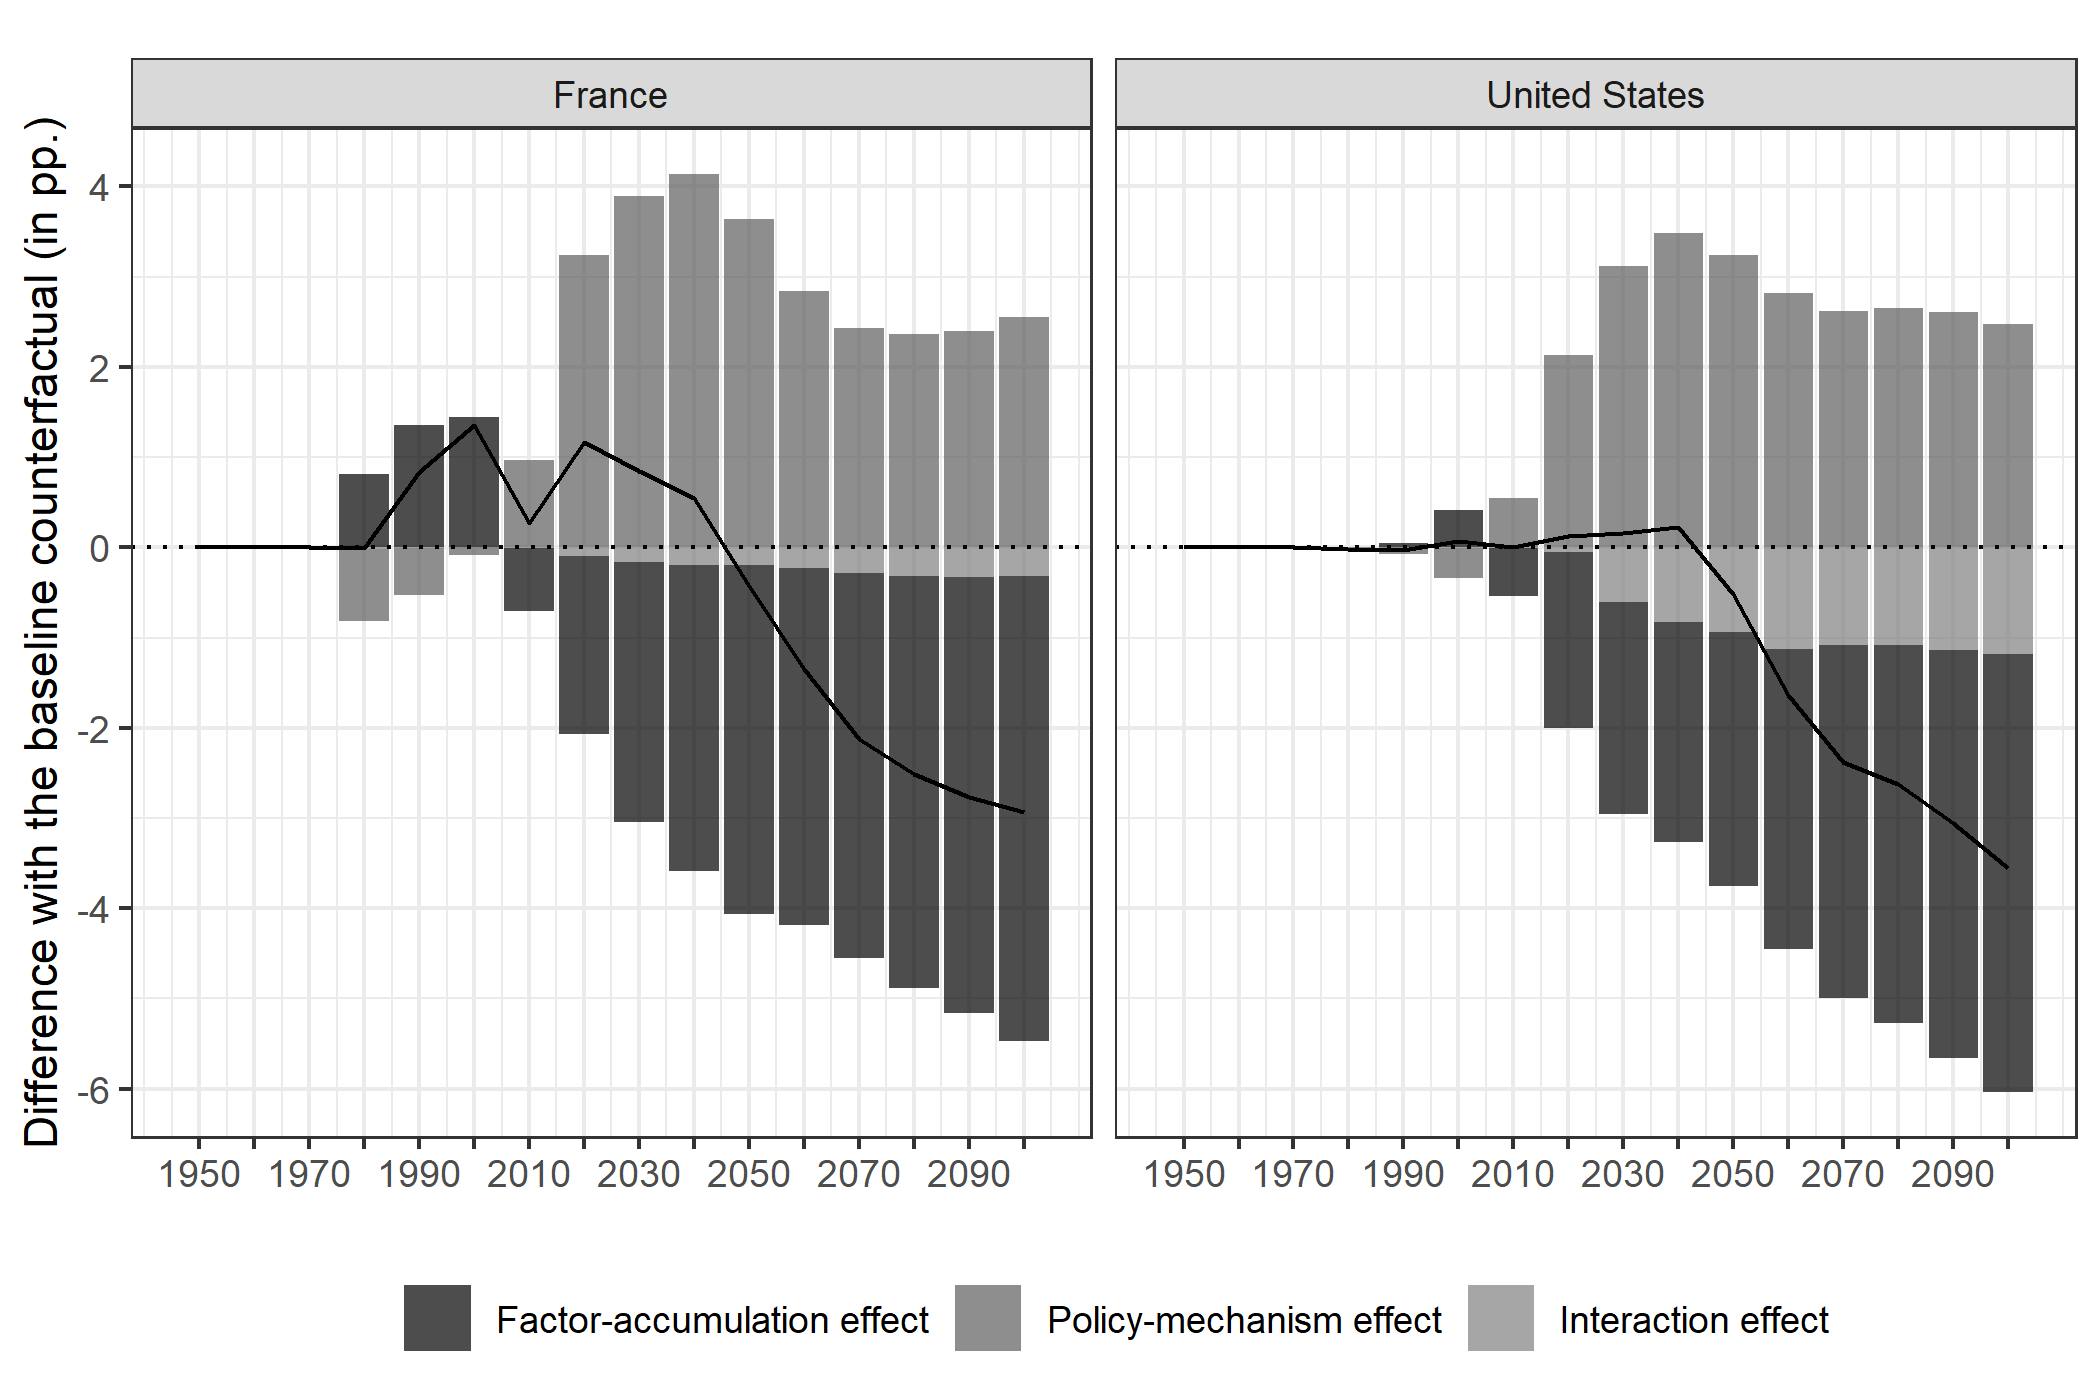 France
United States
Difference with the baseline counterfactual (in pp.)
4
2
0
-2
-4
-6
1950 1970 1990 2010 2030 2050 2070 2090
1950 1970 1990 2010 2030 2050 2070 2090
Factor-accumulation effect
Policy-mechanism effect
Interaction effect